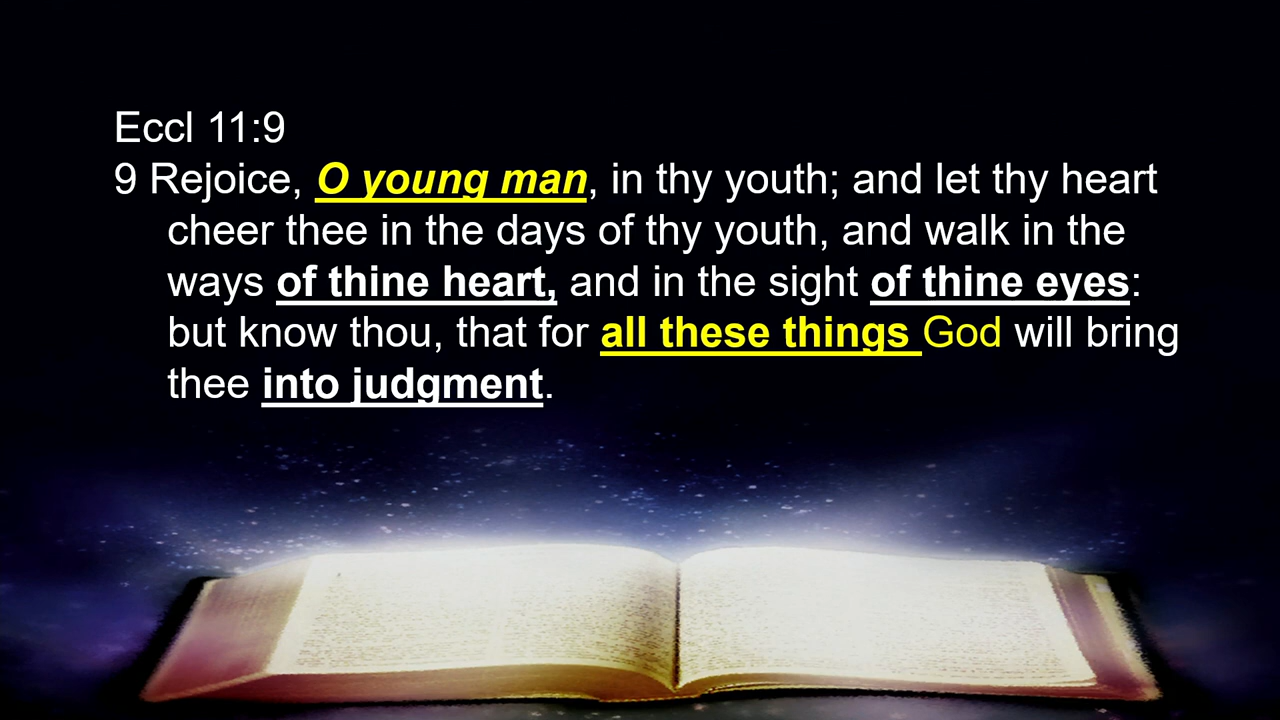 Eccl 11:9
9 Rejoice, O young man, in thy youth; and let thy heart
cheer thee in the days of thy youth, and walk in the
ways of thine heart, and in the sight of thine eyes:
but know thou, that for all these things God will bring
thee into judgment.